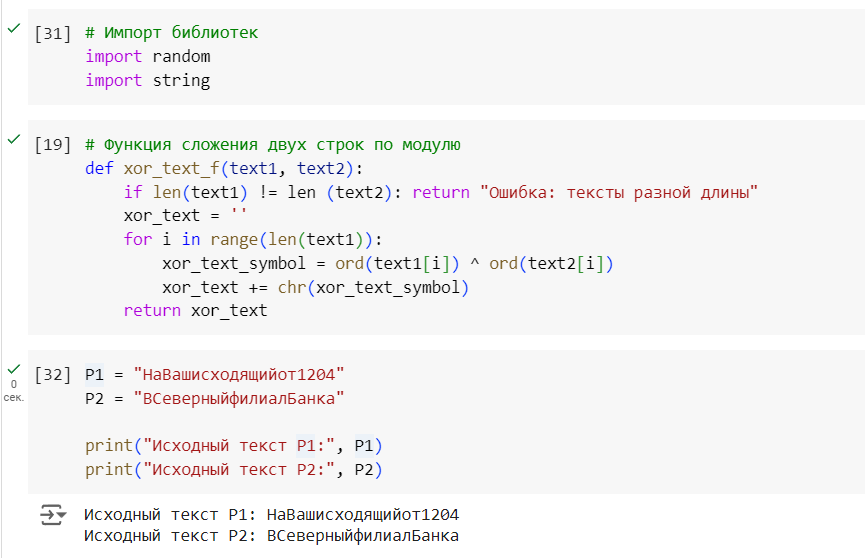 [31] # Импорт библиотек
import random
import string
[19] # Функция сложения двух строк по модулю
def xor_text_f(text1, text2):
    if len(text1) != len (text2): return "Ошибка: тексты разной длины"
    xor_text = ''
    for i in range(len(text1)):
        xor_text_symbol = ord(text1[i]) ^ ord(text2[i])
        xor_text += chr(xor_text_symbol)
    return xor_text
[32] P1 = "НаВашисходящийот1204"
0
сек.
P2 = "ВСеверныйфилиалБанка"
print("Исходный текст P1:", P1)
print("Исходный текст P2:", P2)
Исходный текст P1: НаВашисходящийот1204
Исходный текст P2: ВСеверныйфилиалБанка